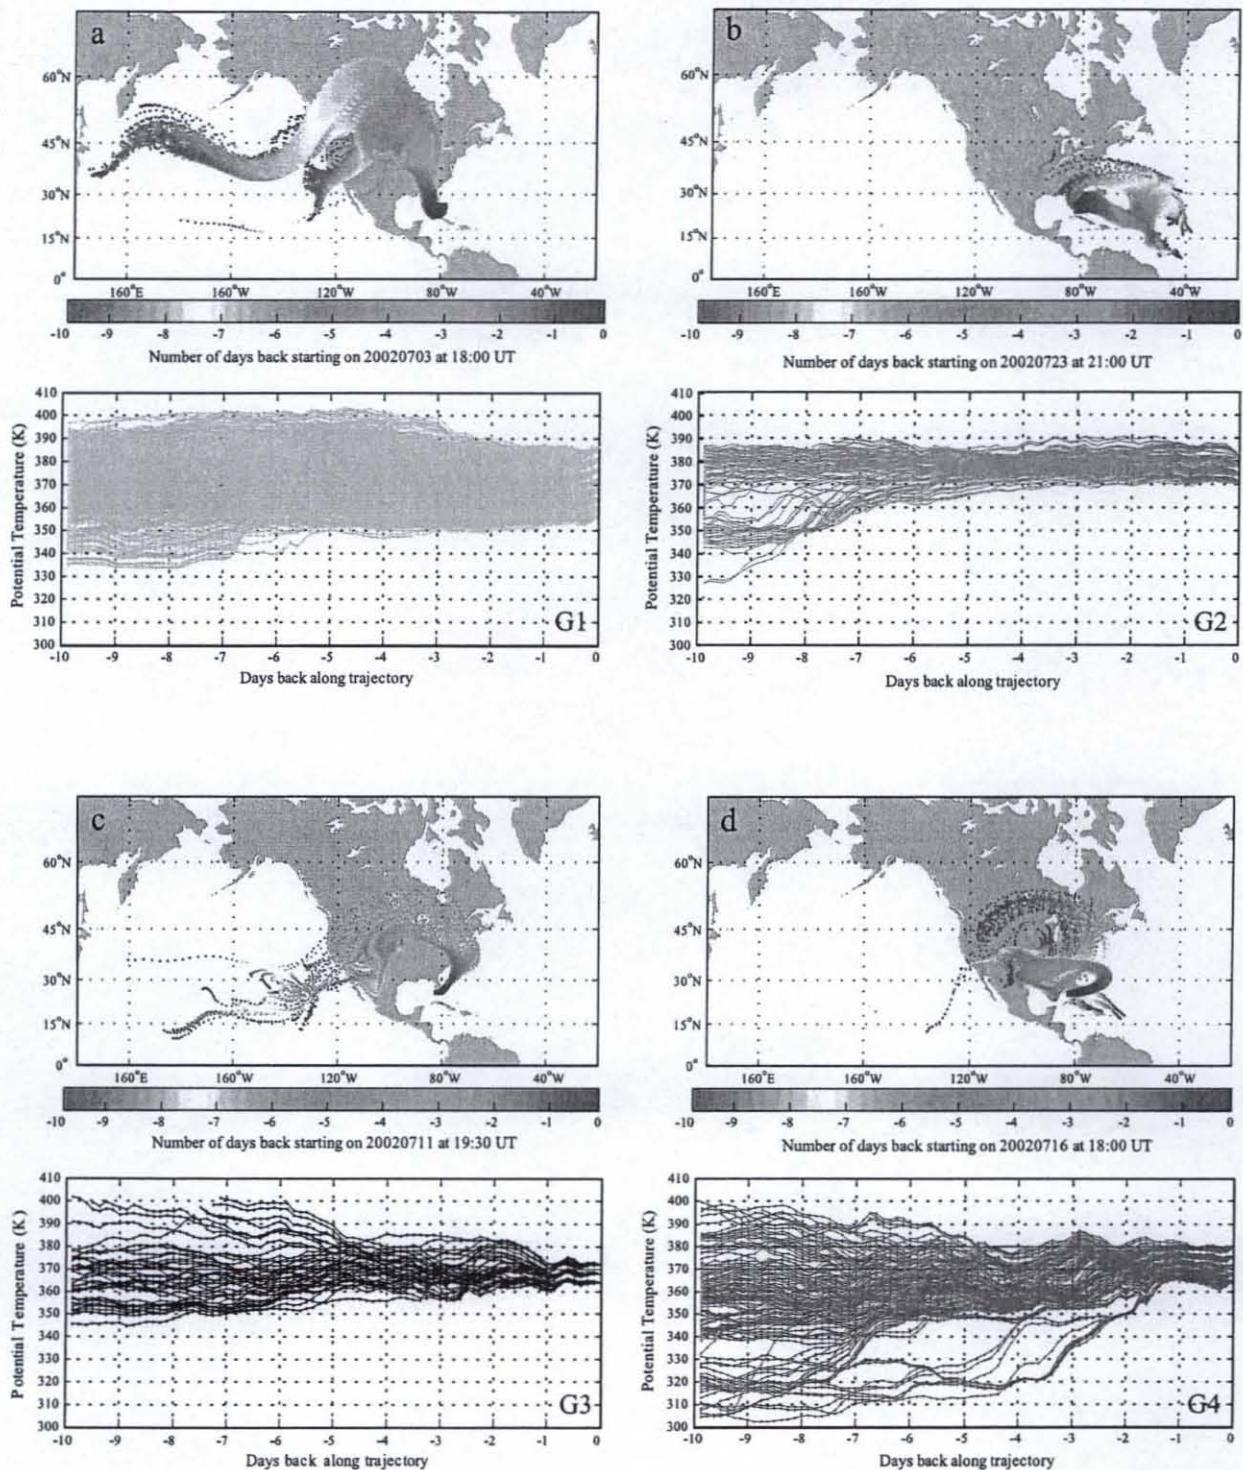 a
60°N
45°N
30°N
15°N
0°
160°E 160°W 120°W 80°W 40°W
-10 -9 -8 -7 -6 -5 -4 -3 -2 -1 0
Number of days back starting on 20020703 at 18:00 UT
b
60°N
45°N
30°N
15°N
0°
160°E 160°W 120°W 80°W 40°W
-10 -9 -8 -7 -6 -5 -4 -3 -2 -1 0
Number of days back starting on 20020723 at 21:00 UT
Potential Temperature (K)
410
400
390
380
370
360
350
340
330
320
310
300
G1
-10 -9 -8 -7 -6 -5 -4 -3 -2 -1 0
Days back along trajectory
Potential Temperature (K)
410
400
390
380
370
360
350
340
330
320
310
300
G2
-10 -9 -8 -7 -6 -5 -4 -3 -2 -1 0
Days back along trajectory
c
60°N
45°N
30°N
15°N
0°
160°E 160°W 120°W 80°W 40°W
-10 -9 -8 -7 -6 -5 -4 -3 -2 -1 0
Number of days back starting on 20020711 at 19:30 UT
d
60°N
45°N
30°N
15°N
0°
160°E 160°W 120°W 80°W 40°W
-10 -9 -8 -7 -6 -5 -4 -3 -2 -1 0
Number of days back starting on 20020716 at 18:00 UT
Potential Temperature (K)
410
400
390
380
370
360
350
340
330
320
310
300
G3
-10 -9 -8 -7 -6 -5 -4 -3 -2 -1 0
Days back along trajectory
Potential Temperature (K)
410
400
390
380
370
360
350
340
330
320
310
300
G4
-10 -9 -8 -7 -6 -5 -4 -3 -2 -1 0
Days back along trajectory